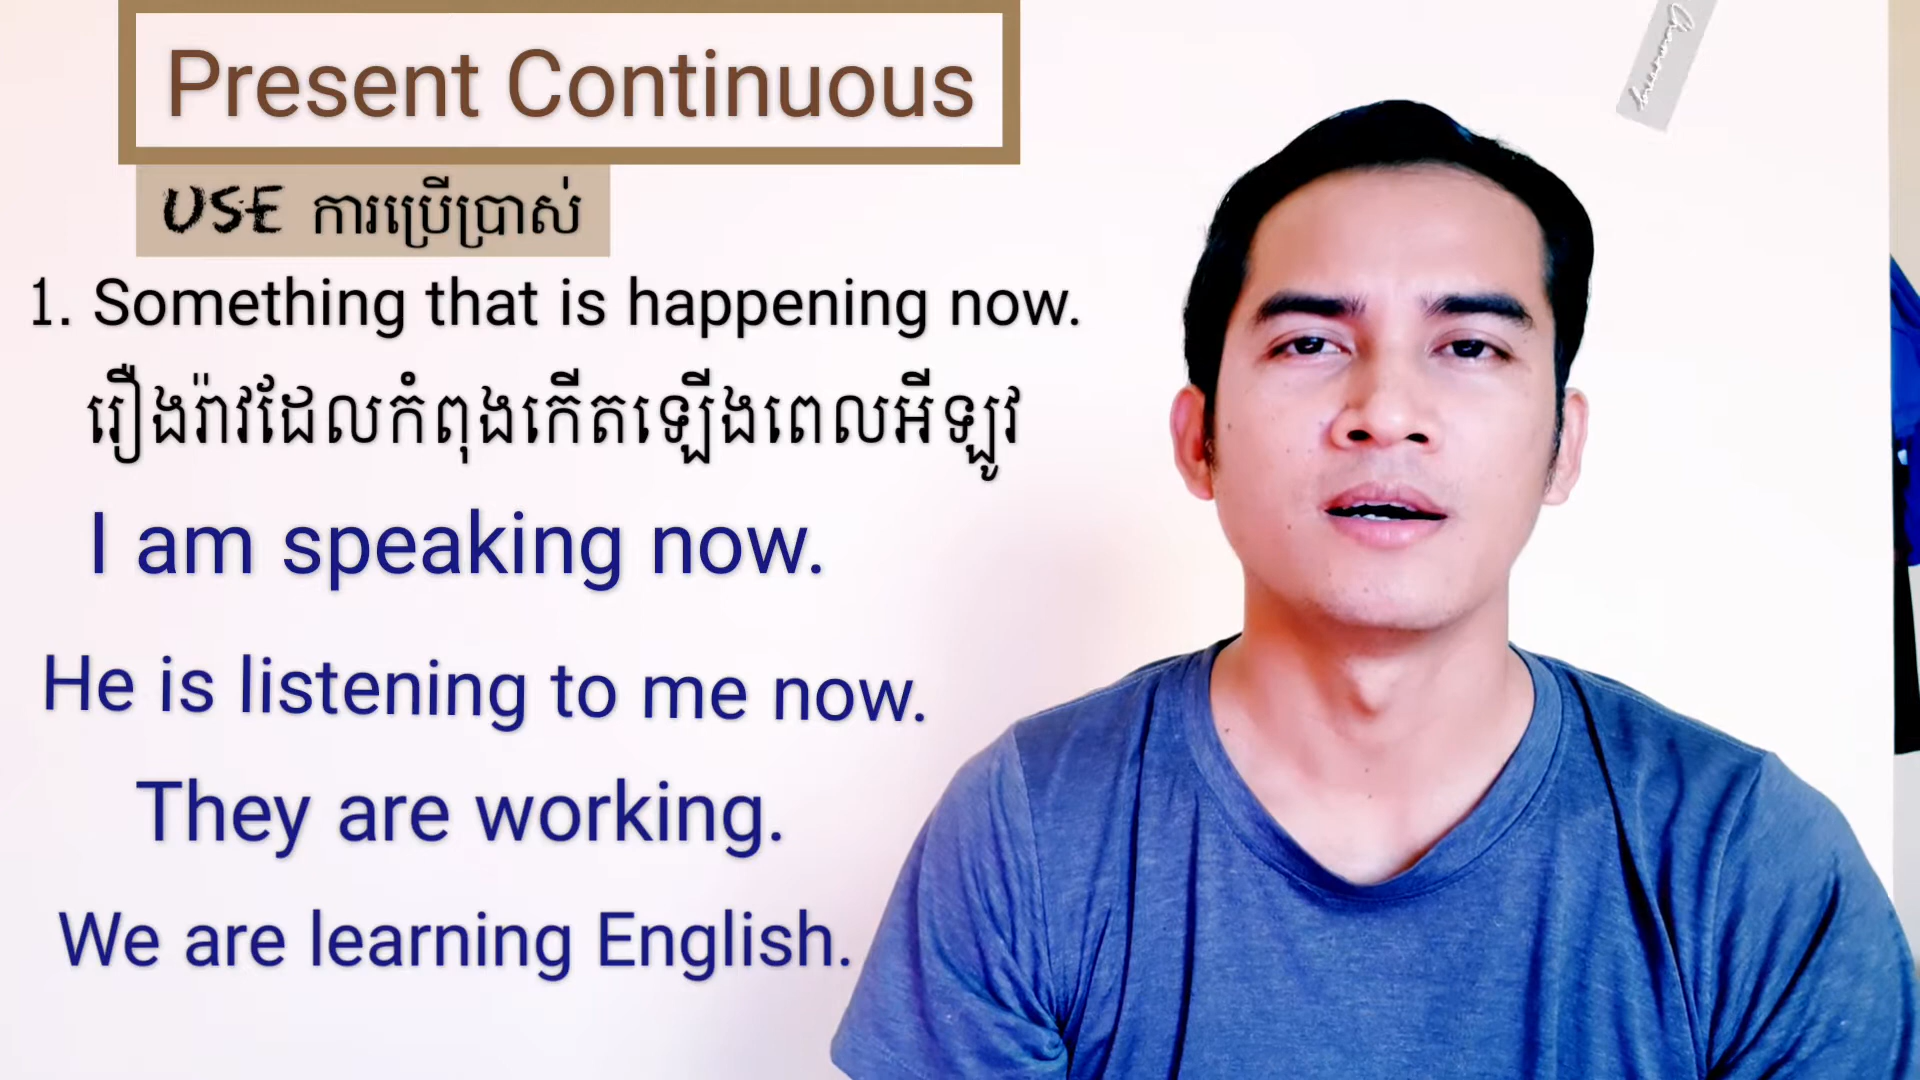 Present Continuous
USE ការប្រើប្រាស់
1. Something that is happening now.
រឿងរ៉ាវដែលកំពុងកើតឡើងពេលអីឡូវ
I am speaking now.
He is listening to me now.
They are working.
We are learning English.